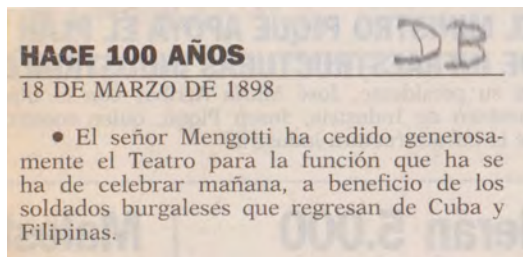 DB
HACE 100 AÑOS
18 DE MARZO DE 1898
• El señor Mengotti ha cedido generosa-
mente el Teatro para la función que ha se
ha de celebrar mañana, a beneficio de los
soldados burgaleses que regresan de Cuba y
Filipinas.